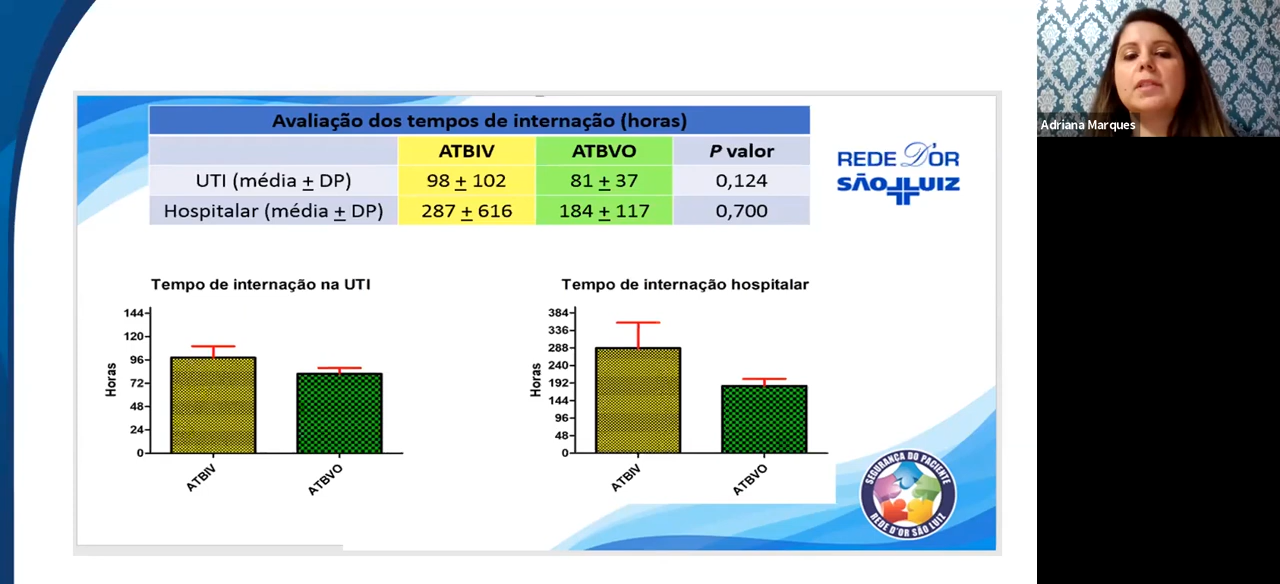 Avaliação dos tempos de internação (horas)
ATBIV ATBVO P valor
UTI (média ± DP) 98 ± 102 81 ± 37 0,124
Hospitalar (média ± DP) 287 ± 616 184 ± 117 0,700
REDE D'OR
SÃO LUIZ
Adriana Marques
Tempo de internação na UTI
144
120
96
72
48
24
0
Horas
ATBIV
ATBVO
Tempo de internação hospitalar
384
336
288
240
192
144
96
48
0
Horas
ATBIV
ATBVO
SEGURANÇA DO PACIENTE
REDE D'OR SÃO LUIZ